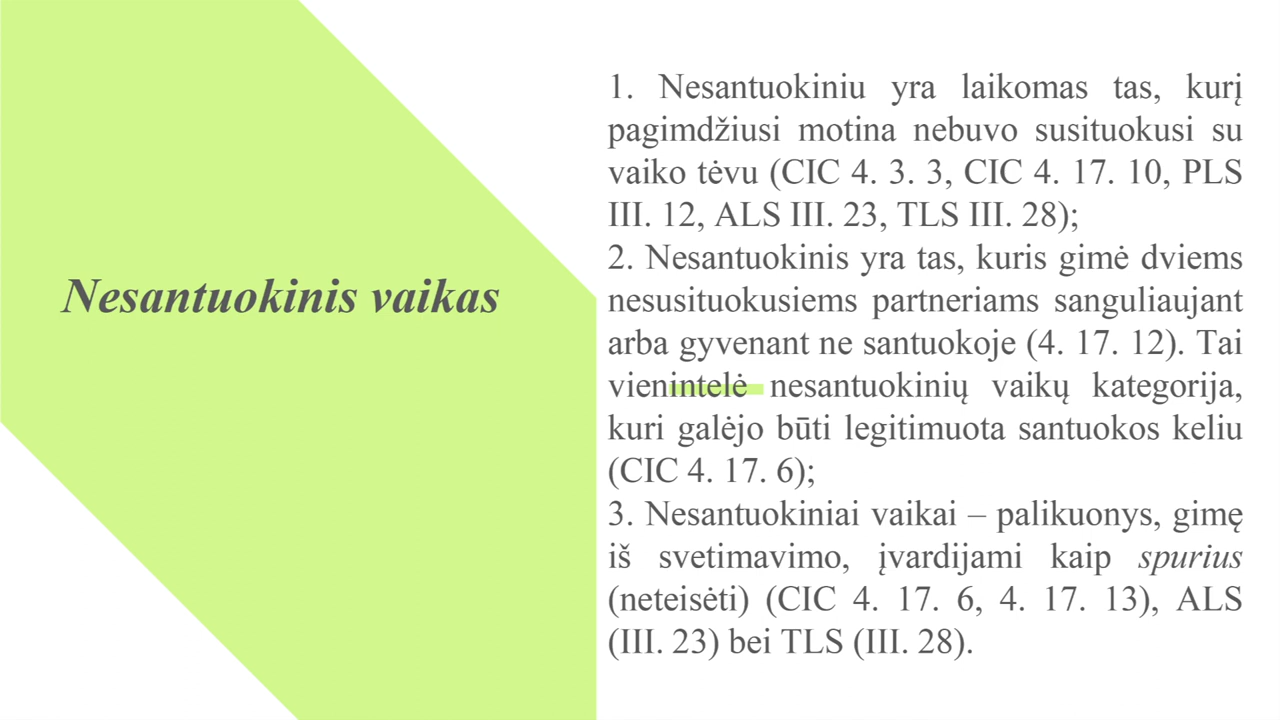 Nesantuokinis vaikas
1. Nesantuokiniu yra laikomas tas, kurį
pagimdžiusi motina nebuvo susituokusi su
vaiko tėvu (CIC 4. 3. 3, CIC 4. 17. 10, PLS
III. 12, ALS III. 23, TLS III. 28);
2. Nesantuokinis yra tas, kuris gimė dviems
nesusituokusiems partneriams sanguliaujant
arba gyvenant ne santuokoje (4. 17. 12). Tai
vienintelė nesantuokinių vaikų kategorija,
kuri galėjo būti legitimuota santuokos keliu
(CIC 4. 17. 6);
3. Nesantuokiniai vaikai – palikuonys, gimę
iš svetimavimo, įvardijami kaip spurius
(neteisėti) (CIC 4. 17. 6, 4. 17. 13), ALS
(III. 23) bei TLS (III. 28).